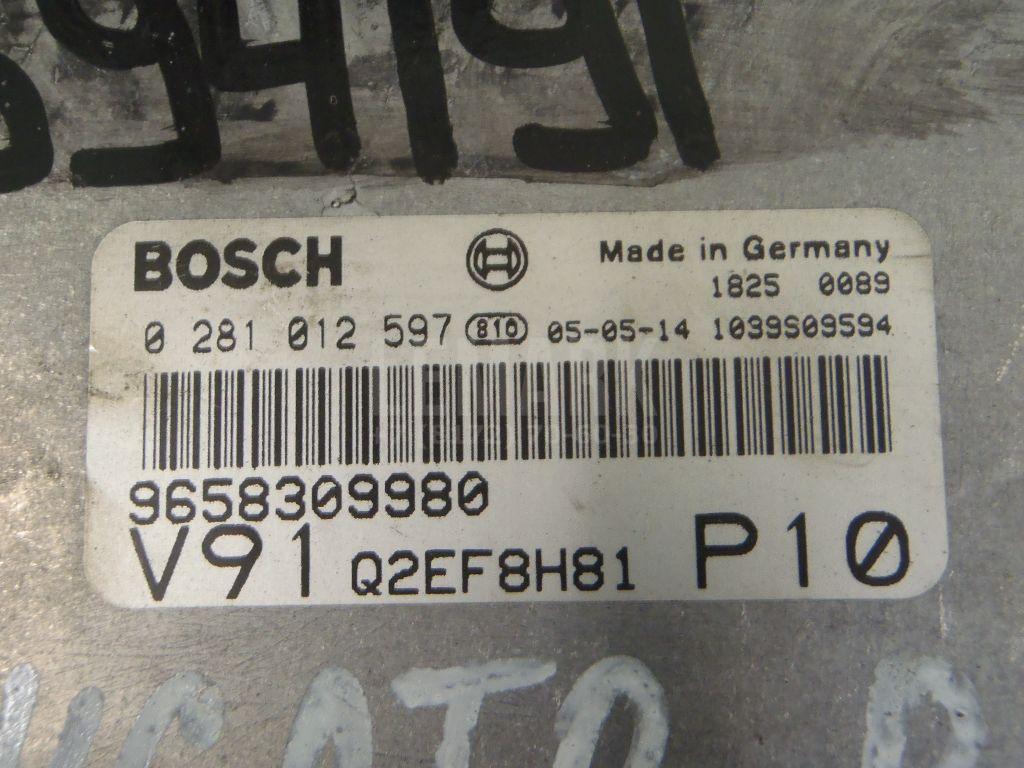 94191
BOSCH
Made in Germany
1825 0089
0 281 012 597 810 05-05-14 1039S09594
9658309980
V91 Q2EF8H81 P10